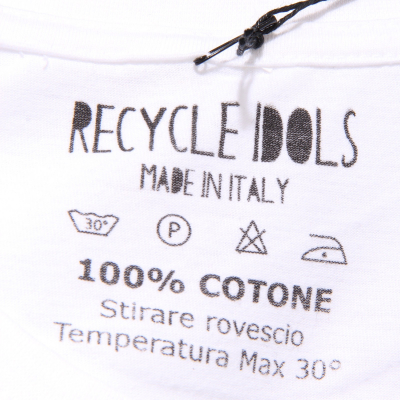 RECYCLE IDOLS
MADE IN ITALY
30° P
100% COTONE
Stirare rovescio
Temperatura Max 30°